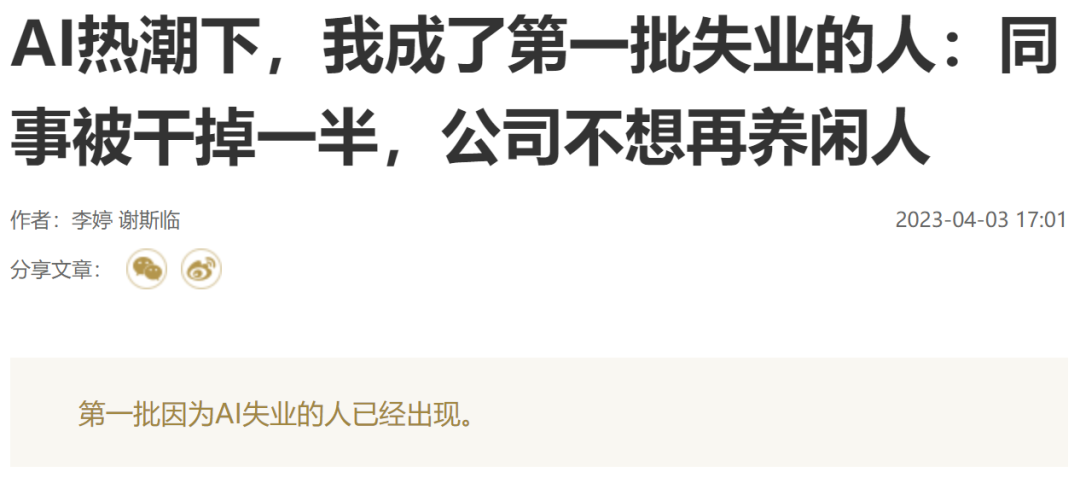 AI热潮下，我成了第一批失业的人：同
事被干掉一半，公司不想再养闲人
作者：李婷 谢斯临
2023-04-03 17:01
分享文章：
第一批因为AI失业的人已经出现。